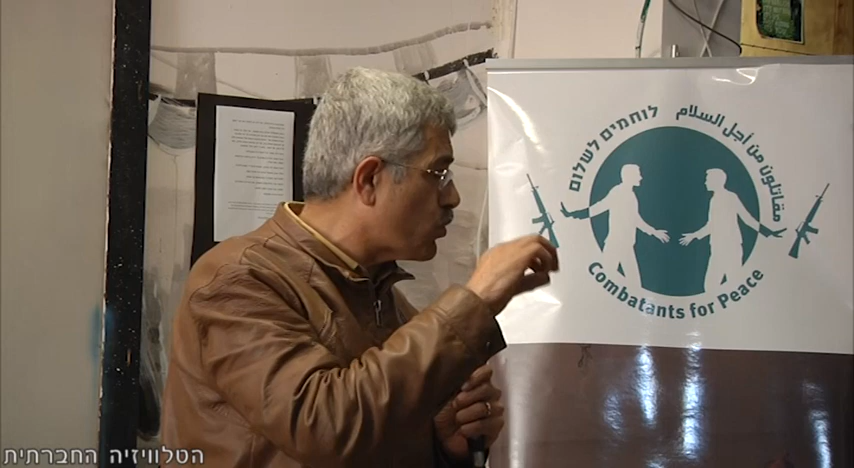 לוחמים לשלום
مقاتلون من أجل السلام
Combatants for Peace
הטלוויזיה החברתית